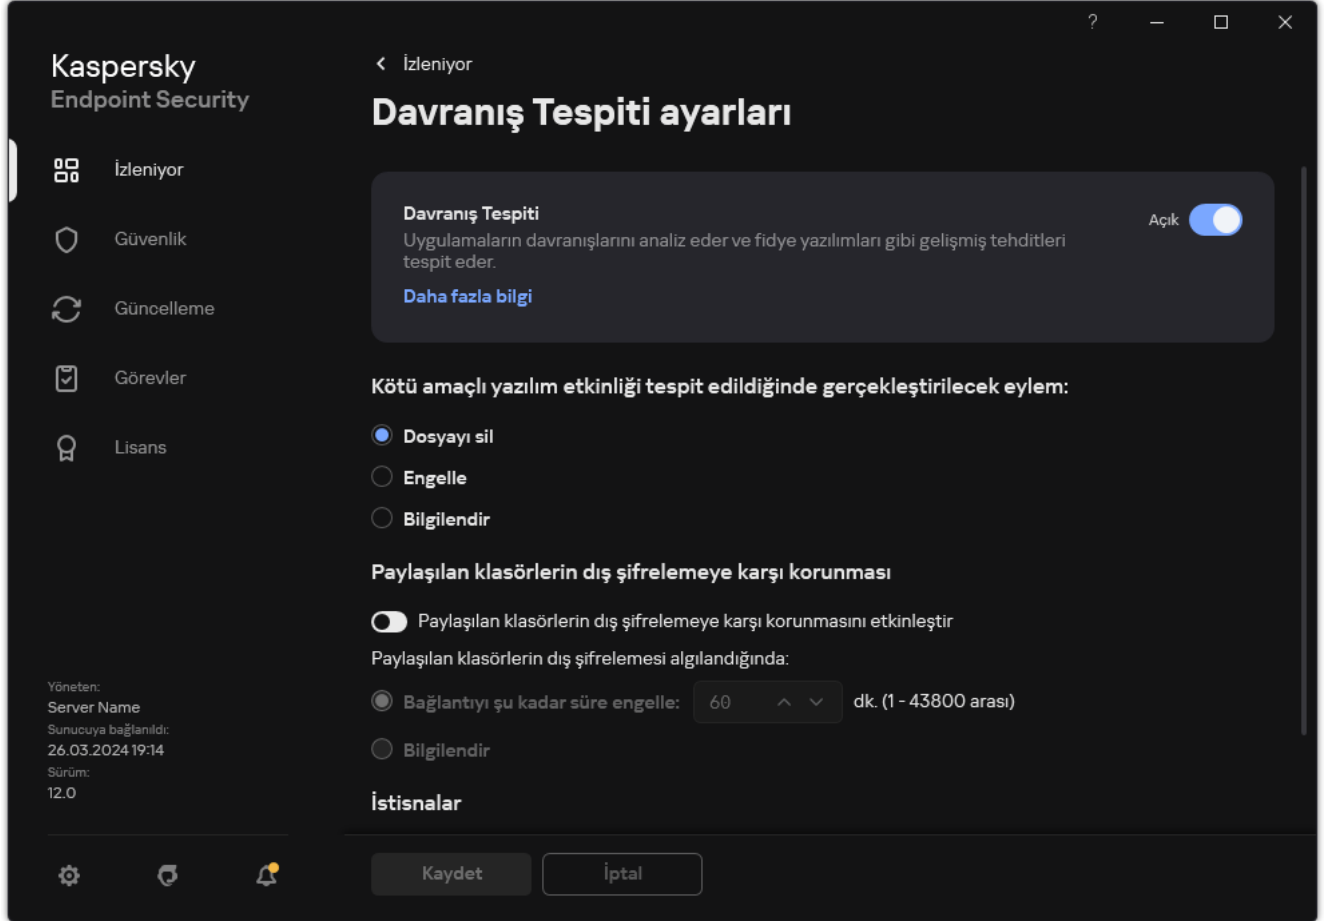 ?
Kaspersky
Endpoint Security
İzleniyor
Güvenlik
Güncelleme
Görevler
Lisans
Yöneten:
Server Name
Sunucuya bağlanıldı:
26.03.2024 19:14
Sürüm:
12.0
İzleniyor
Davranış Tespiti ayarları
Davranış Tespiti
Açık
Uygulamaların davranışlarını analiz eder ve fidye yazılımları gibi gelişmiş tehditleri
tespit eder.
Daha fazla bilgi
Kötü amaçlı yazılım etkinliği tespit edildiğinde gerçekleştirilecek eylem:
Dosyayı sil
Engelle
Bilgilendir
Paylaşılan klasörlerin dış şifrelemeye karşı korunması
Paylaşılan klasörlerin dış şifrelemeye karşı korunmasını etkinleştir
Paylaşılan klasörlerin dış şifrelemesi algılandığında:
Bağlantıyı şu kadar süre engelle: 60 dk. (1 - 43800 arası)
Bilgilendir
İstisnalar
Kaydet
İptal